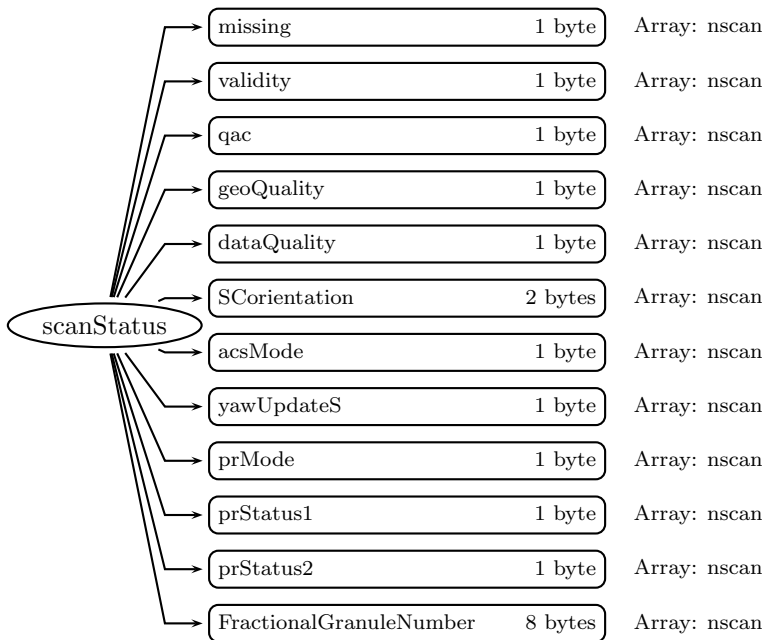 missing 1 byte Array: nscan
validity 1 byte Array: nscan
qac 1 byte Array: nscan
geoQuality 1 byte Array: nscan
dataQuality 1 byte Array: nscan
SCorientation 2 bytes Array: nscan
scanStatus
acsMode 1 byte Array: nscan
yawUpdateS 1 byte Array: nscan
prMode 1 byte Array: nscan
prStatus1 1 byte Array: nscan
prStatus2 1 byte Array: nscan
FractionalGranuleNumber 8 bytes Array: nscan